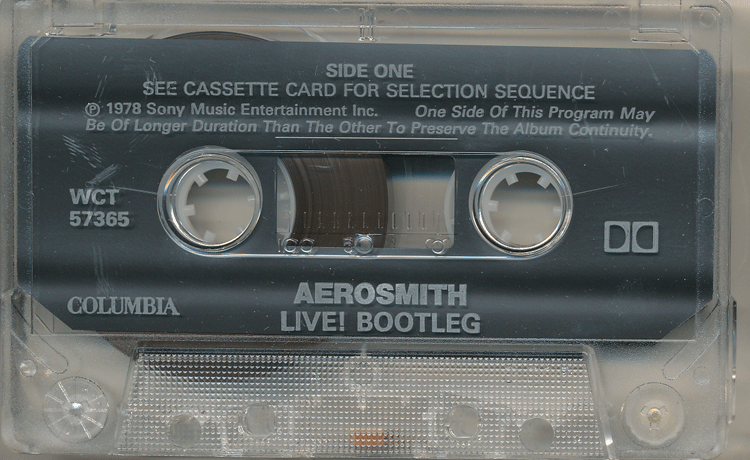 SIDE ONE
SEE CASSETTE CARD FOR SELECTION SEQUENCE
℗ 1978 Sony Music Entertainment Inc. One Side Of This Program May
Be Of Longer Duration Than The Other To Preserve The Album Continuity.
WCT
57365
COLUMBIA
AEROSMITH
LIVE! BOOTLEG